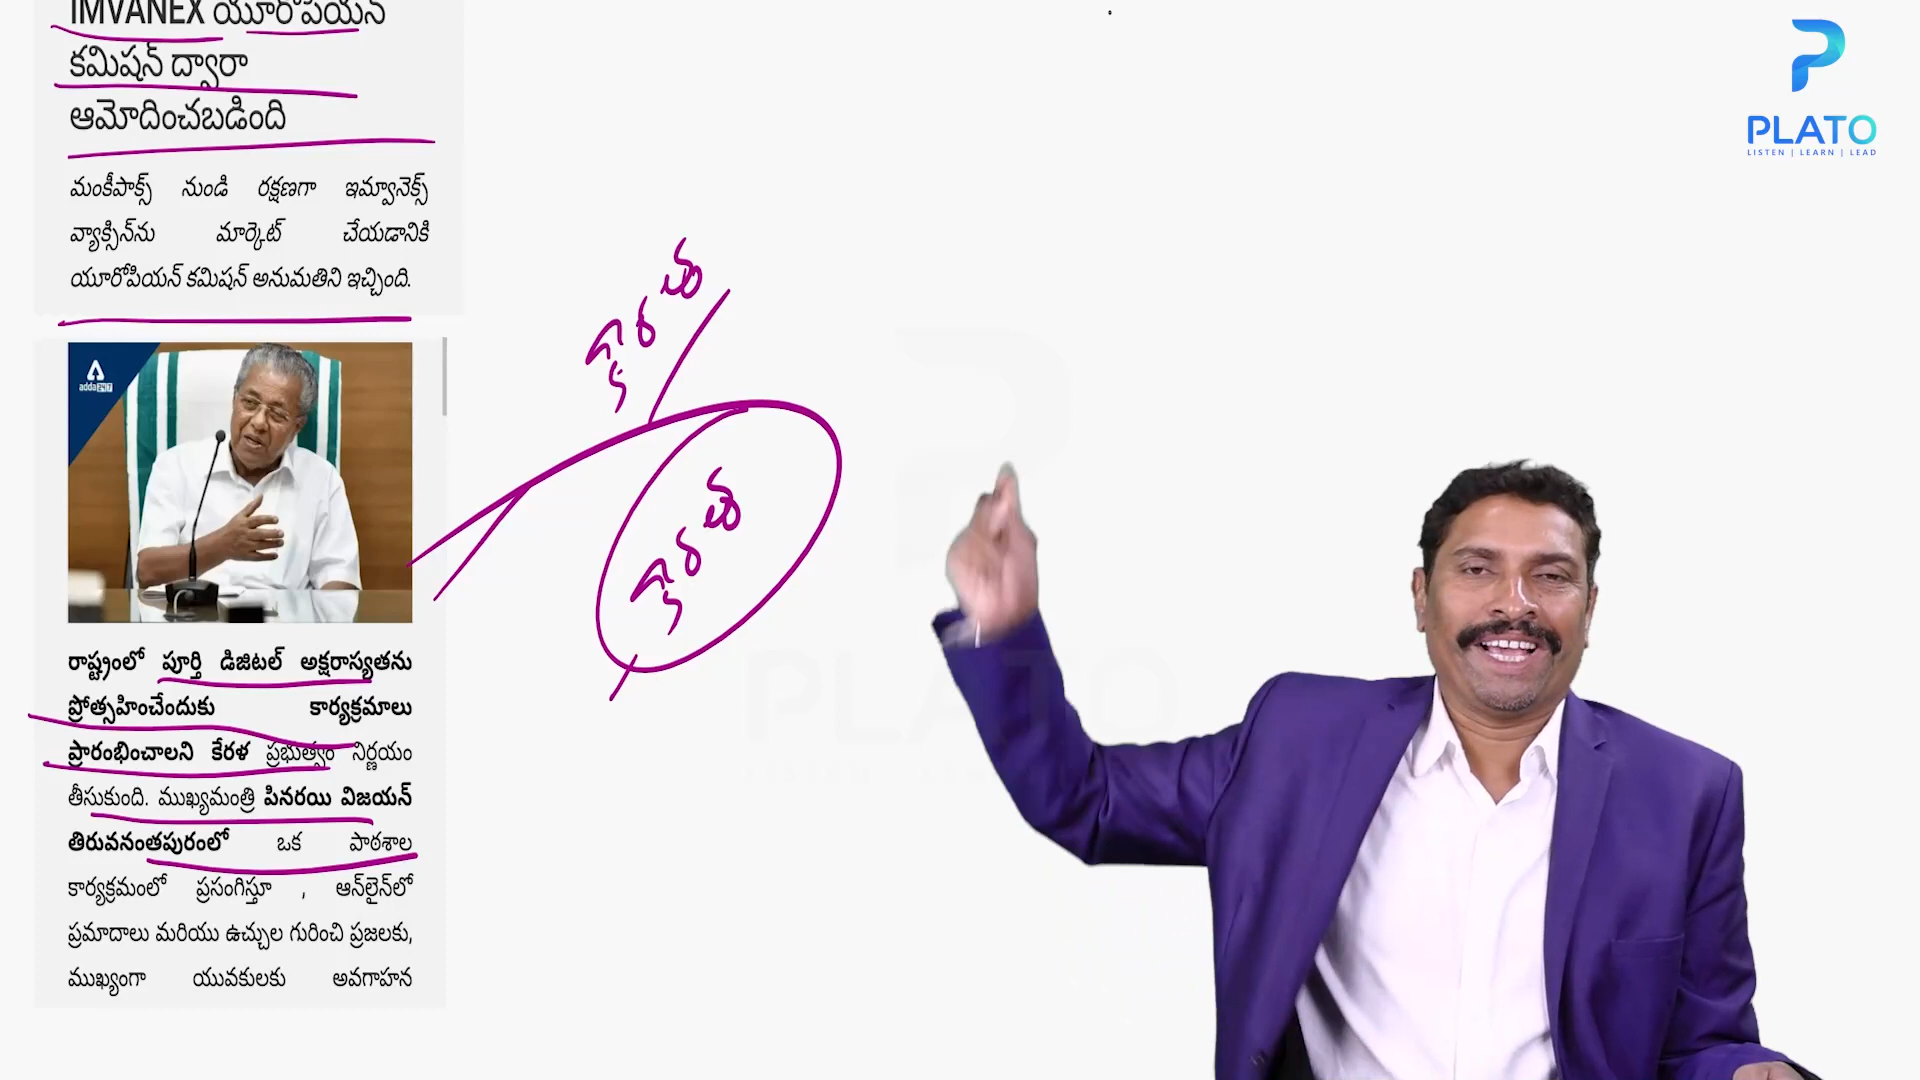 IMVANEX యూరోపియన్
కమిషన్ ద్వారా
ఆమోదించబడింది
మంకీపాక్స్ నుండి రక్షణగా ఇమ్వానెక్స్
వ్యాక్సిన్‌ను మార్కెట్ చేయడానికి
యూరోపియన్ కమిషన్ అనుమతిని ఇచ్చింది.
adda247
రాష్ట్రంలో పూర్తి డిజిటల్ అక్షరాస్యతను
ప్రోత్సహించేందుకు కార్యక్రమాలు
ప్రారంభించాలని కేరళ ప్రభుత్వం నిర్ణయం
తీసుకుంది. ముఖ్యమంత్రి పినరయి విజయన్
తిరువనంతపురంలో ఒక పాఠశాల
కార్యక్రమంలో ప్రసంగిస్తూ , ఆన్‌లైన్‌లో
ప్రమాదాలు మరియు ఉచ్చుల గురించి ప్రజలకు,
ముఖ్యంగా యువకులకు అవగాహన
PLATO
LISTEN | LEARN | LEAD
PLATO